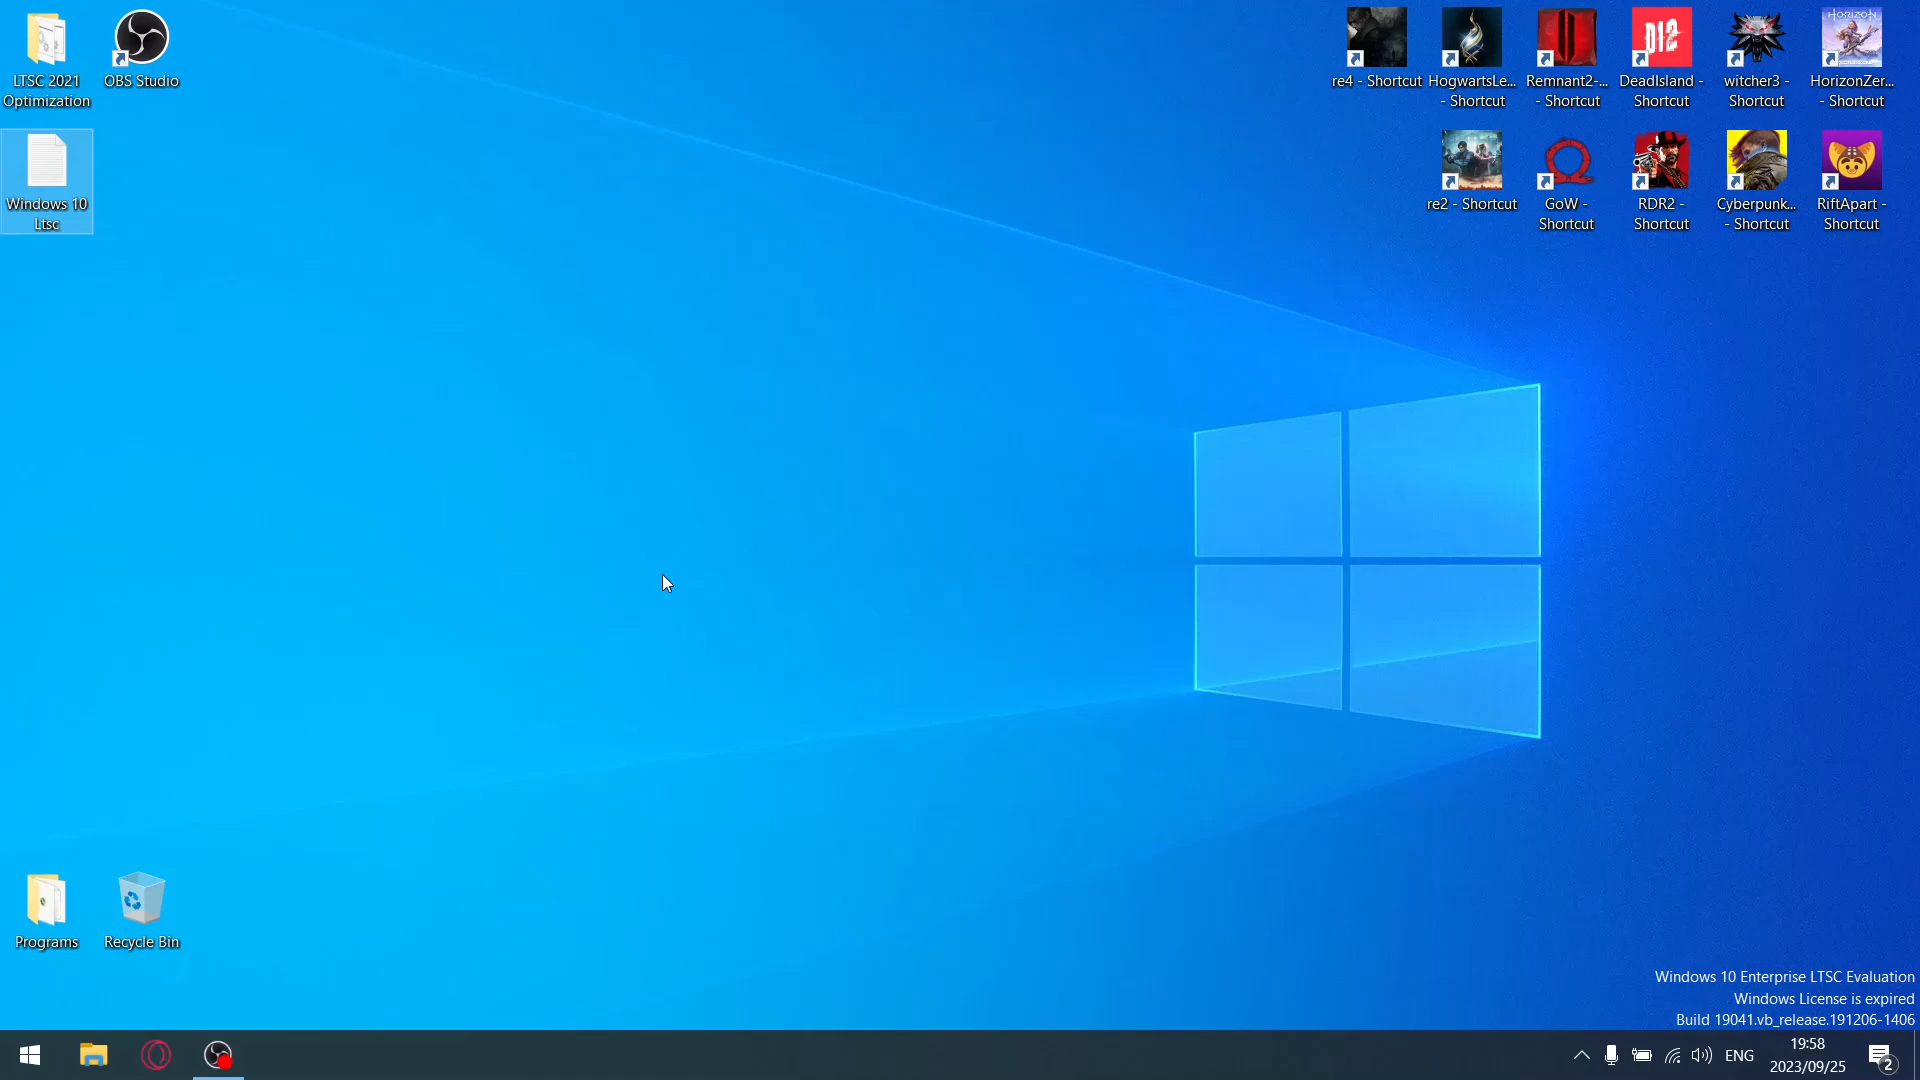 LTSC 2021
Optimization
OBS Studio
re4 - Shortcut
HogwartsLe...
- Shortcut
Remnant2-...
- Shortcut
DeadIsland -
Shortcut
witcher3 -
Shortcut
HorizonZer...
- Shortcut
DI2
HORIZON
Windows 10
Ltsc
re2 - Shortcut
GoW -
Shortcut
RDR2 -
Shortcut
Cyberpunk...
- Shortcut
RiftApart -
Shortcut
Programs
Recycle Bin
Windows 10 Enterprise LTSC Evaluation
Windows License is expired
Build 19041.vb_release.191206-1406
ENG
19:58
2023/09/25
2